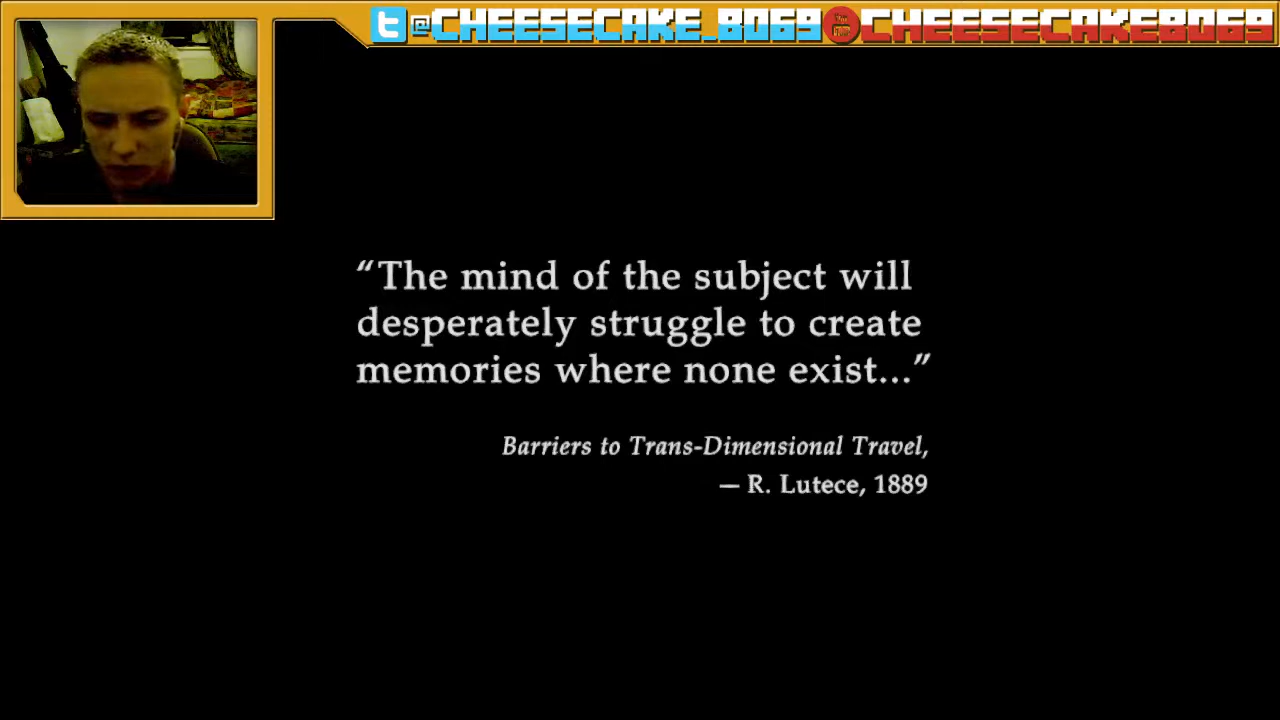 @CHEESECAKE_8069 CHEESECAKE8069
“The mind of the subject will
desperately struggle to create
memories where none exist...”
Barriers to Trans-Dimensional Travel,
— R. Lutece, 1889